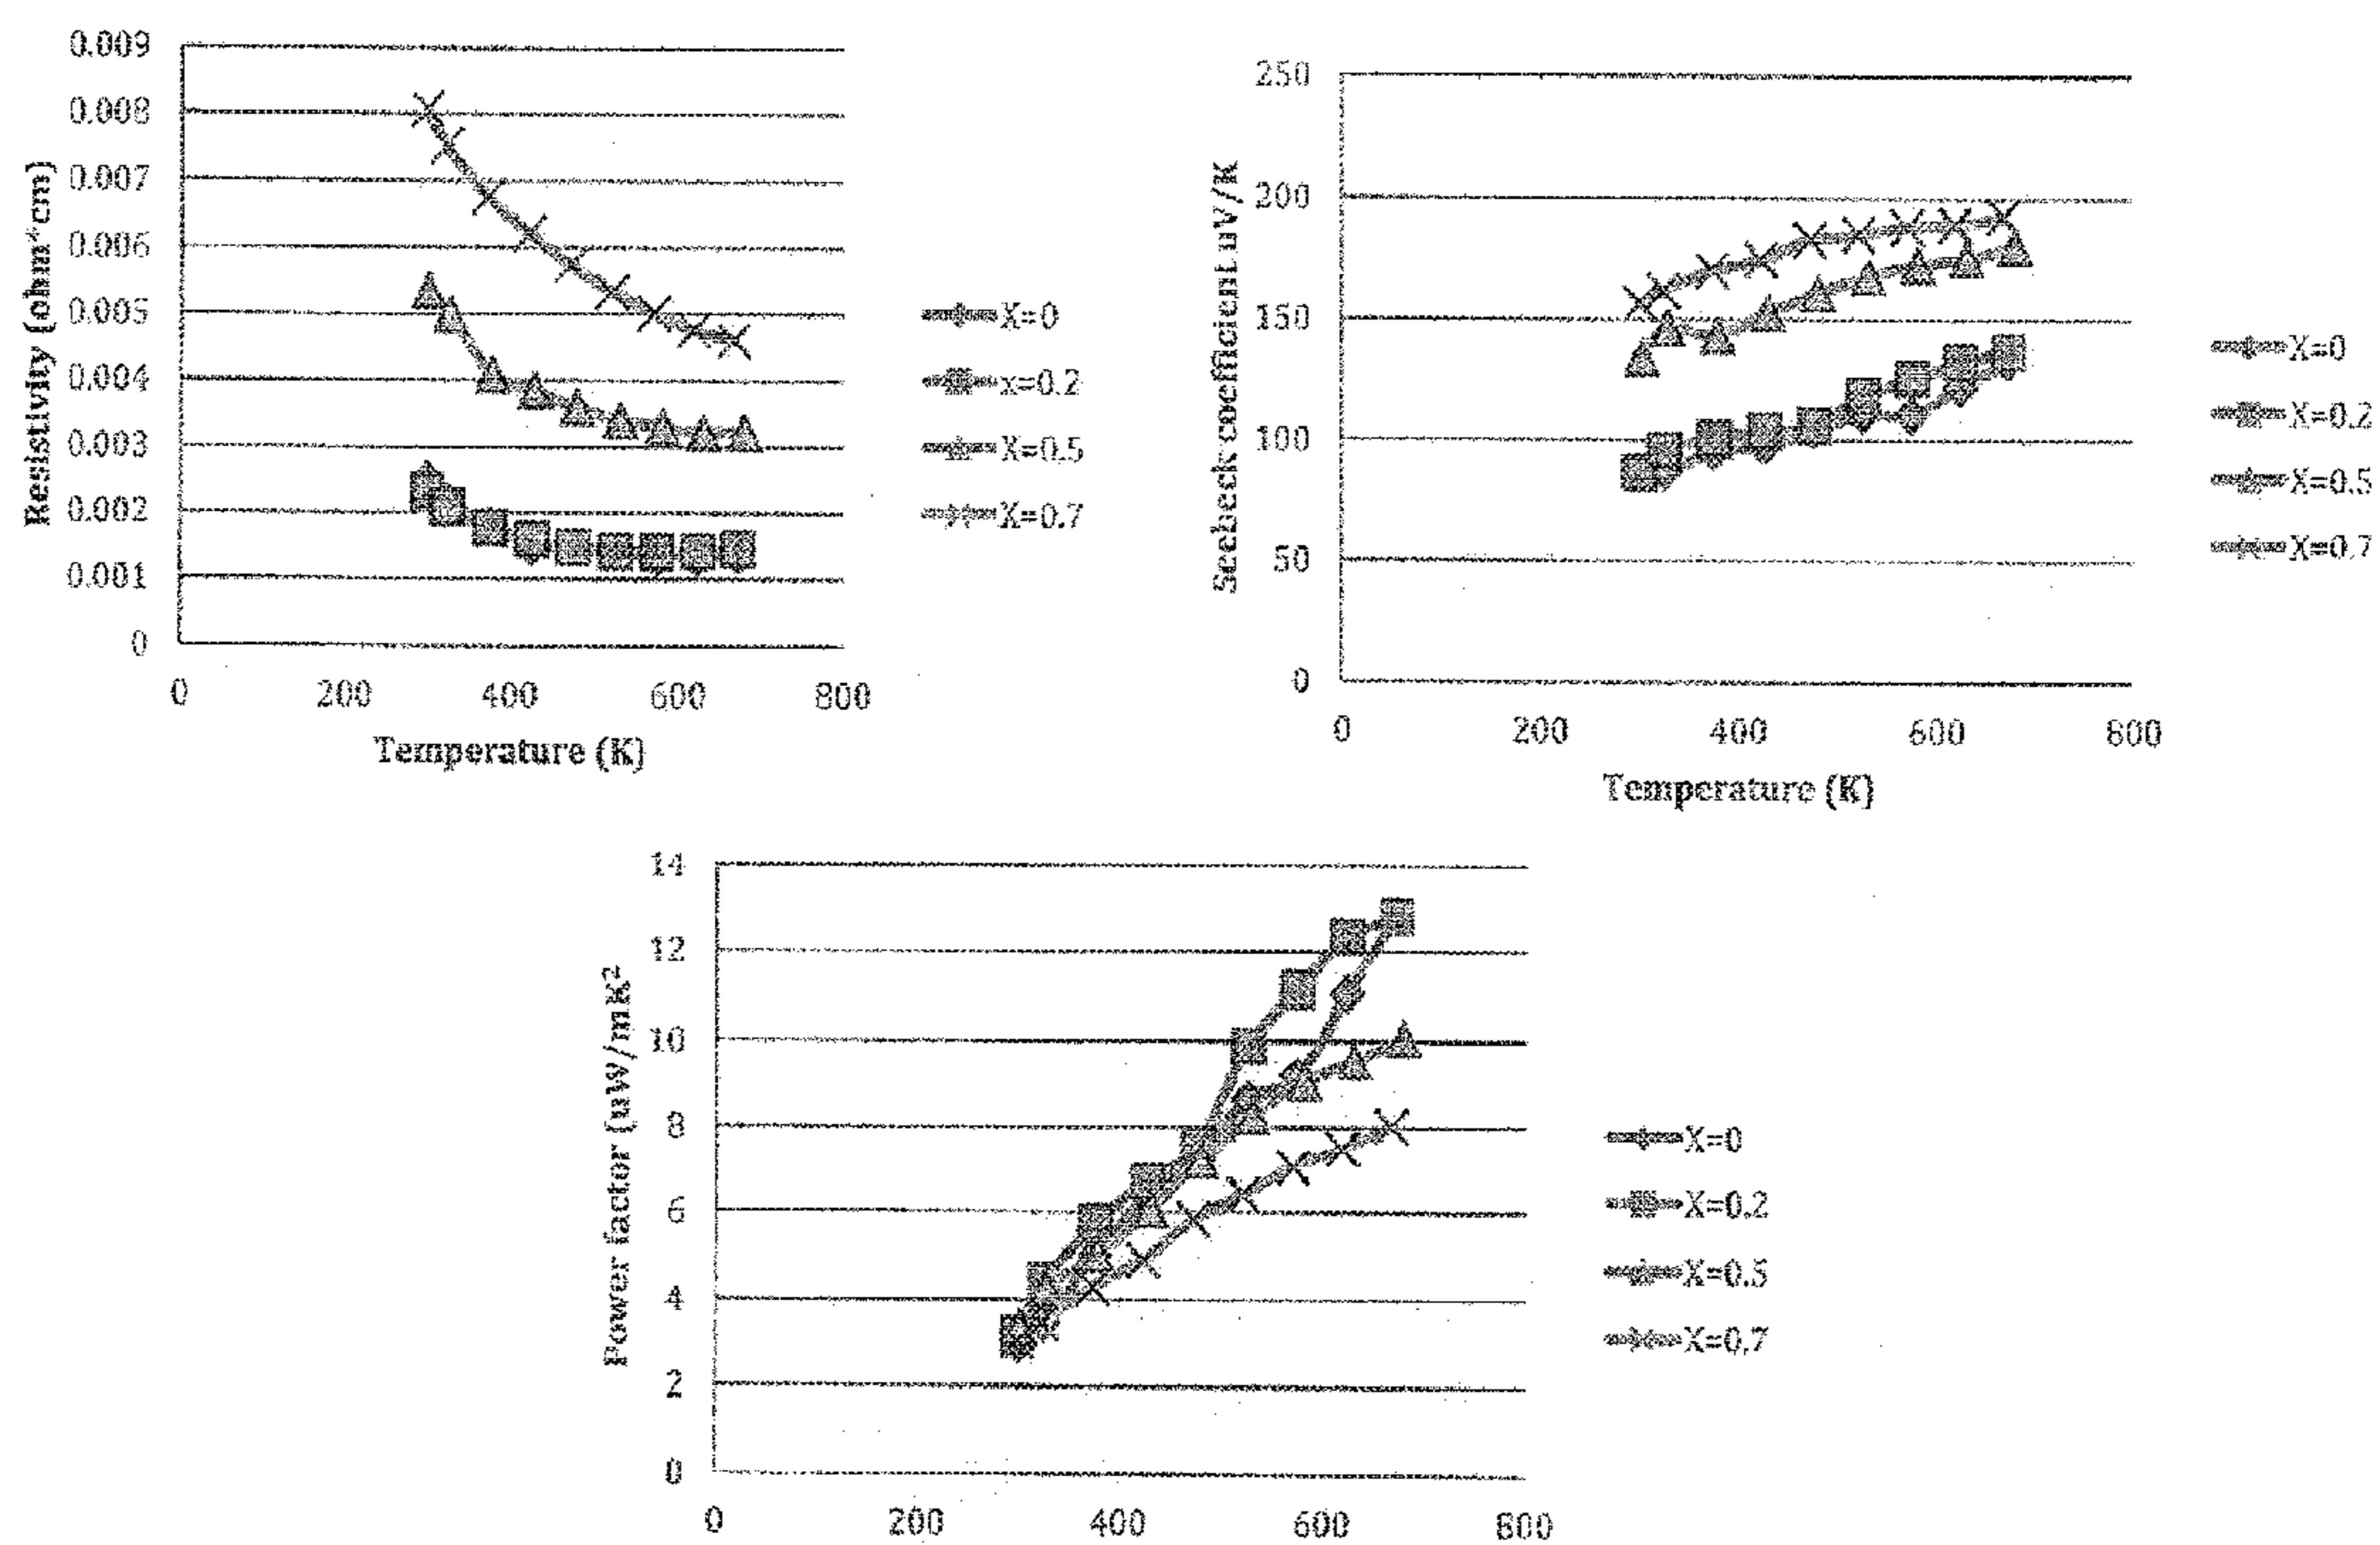 0.009
0.008
0.007
0.006
0.005
0.004
0.003
0.002
0.001
0
Resistivity (ohm*cm)
0 200 400 600 800
Temperature (K)
X=0
x=0.2
X=0.5
X=0.7
250
200
150
100
50
0
Seebeck coefficient uV/K
0 200 400 600 800
Temperature (K)
X=0
X=0.2
X=0.5
X=0.7
14
12
10
8
6
4
2
0
Power factor (uW/mK²
0 200 400 600 800
X=0
X=0.2
X=0.5
X=0.7